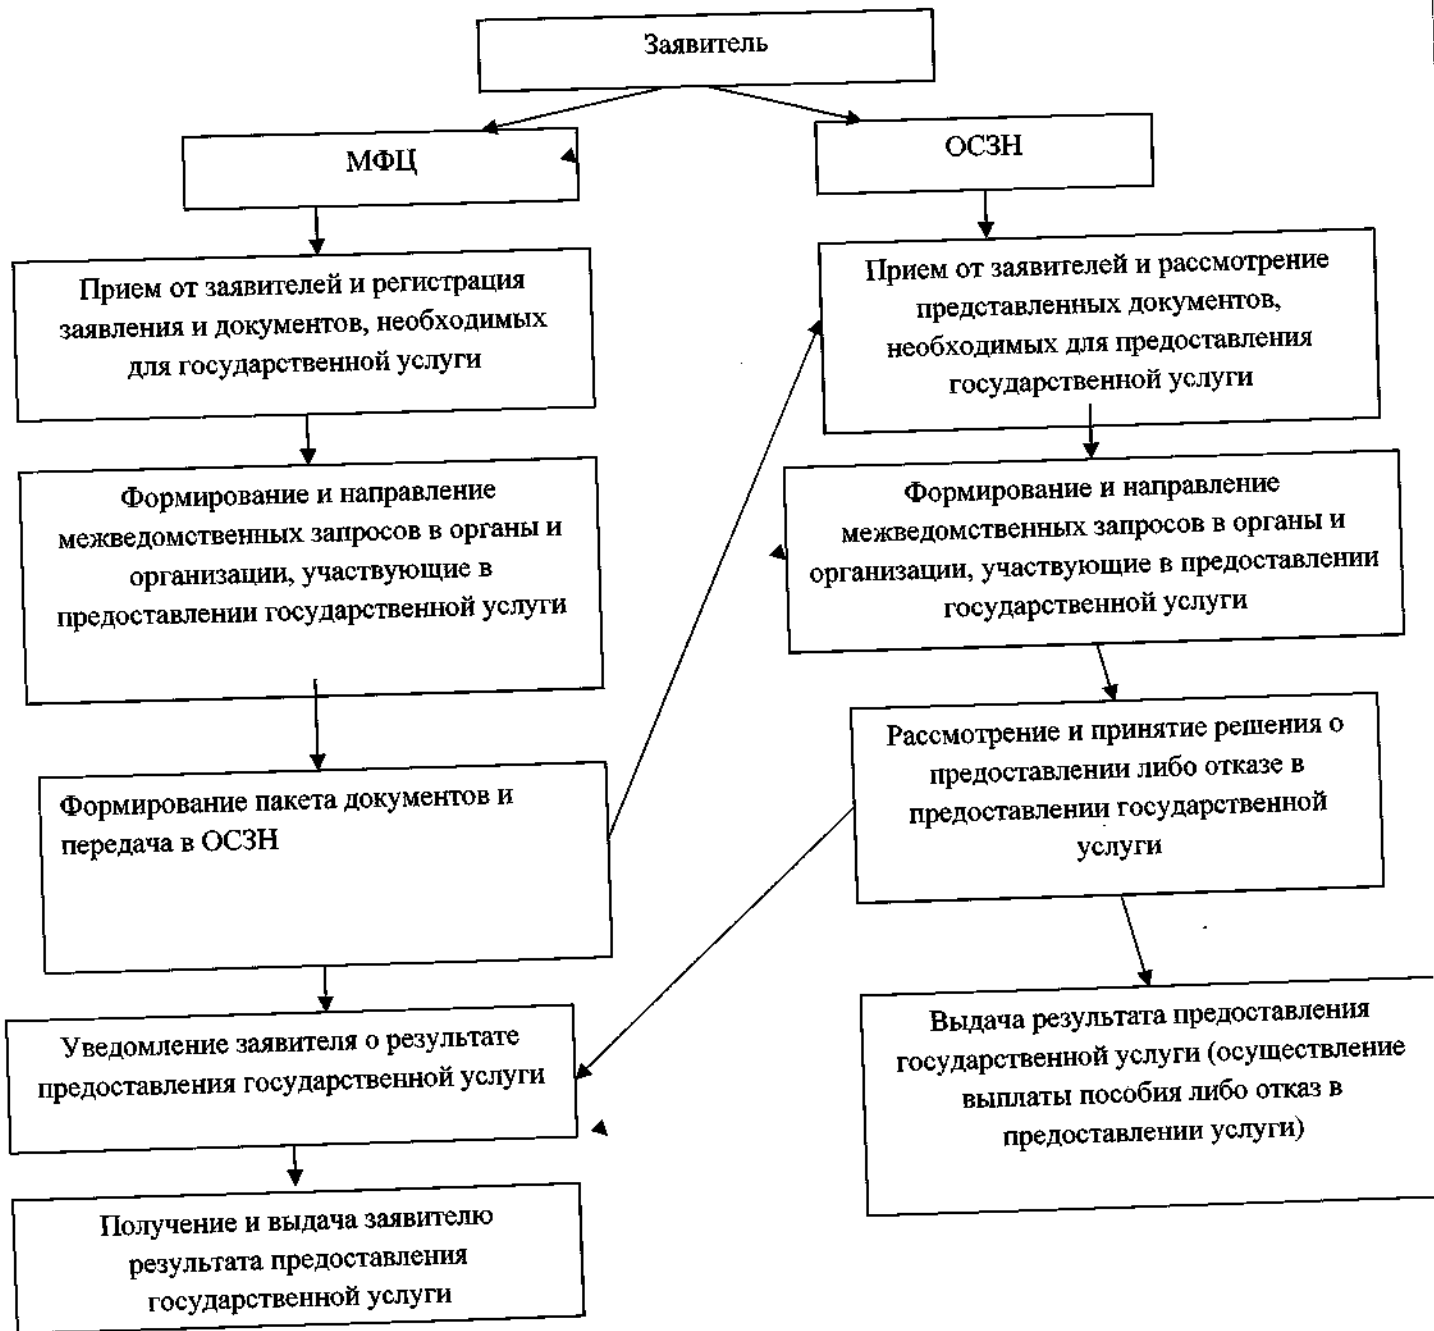 Заявитель
МФЦ
ОСЗН
Прием от заявителей и регистрация
заявления и документов, необходимых
для государственной услуги
Прием от заявителей и рассмотрение
представленных документов,
необходимых для предоставления
государственной услуги
Формирование и направление
межведомственных запросов в органы и
организации, участвующие в
предоставлении государственной услуги
Формирование и направление
межведомственных запросов в органы и
организации, участвующие в предоставлении
государственной услуги
Формирование пакета документов и
передача в ОСЗН
Рассмотрение и принятие решения о
предоставлении либо отказе в
предоставлении государственной
услуги
Уведомление заявителя о результате
предоставления государственной услуги
Выдача результата предоставления
государственной услуги (осуществление
выплаты пособия либо отказ в
предоставлении услуги)
Получение и выдача заявителю
результата предоставления
государственной услуги